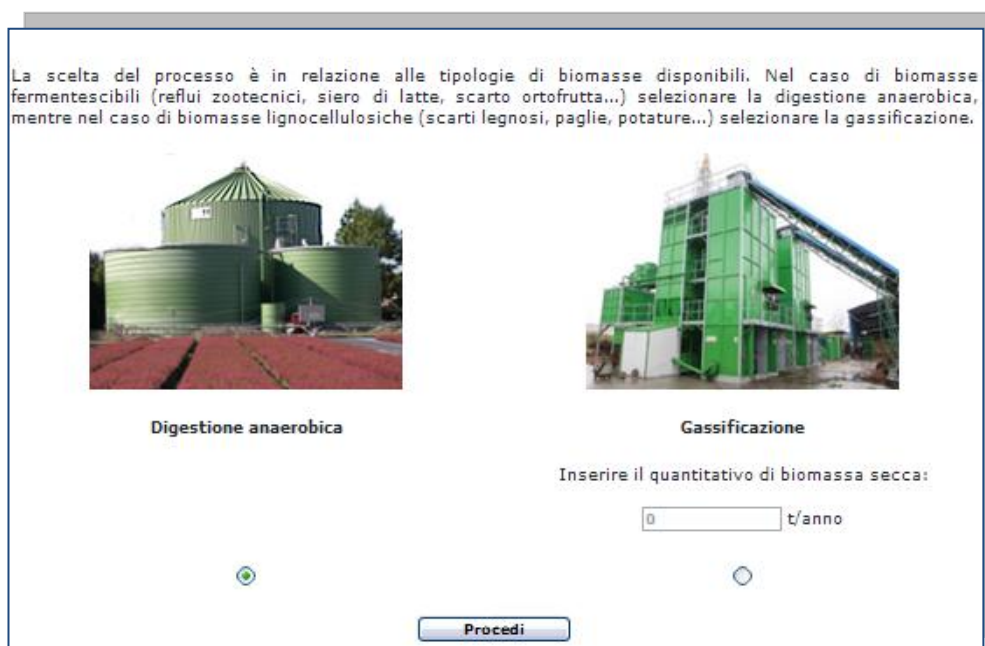 La scelta del processo è in relazione alle tipologie di biomasse disponibili. Nel caso di biomasse
fermentescibili (reflui zootecnici, siero di latte, scarto ortofrutta...) selezionare la digestione anaerobica,
mentre nel caso di biomasse lignocellulosiche (scarti legnosi, paglie, potature...) selezionare la gassificazione.
Digestione anaerobica
Gassificazione
Inserire il quantitativo di biomassa secca:
0 t/anno
Procedi